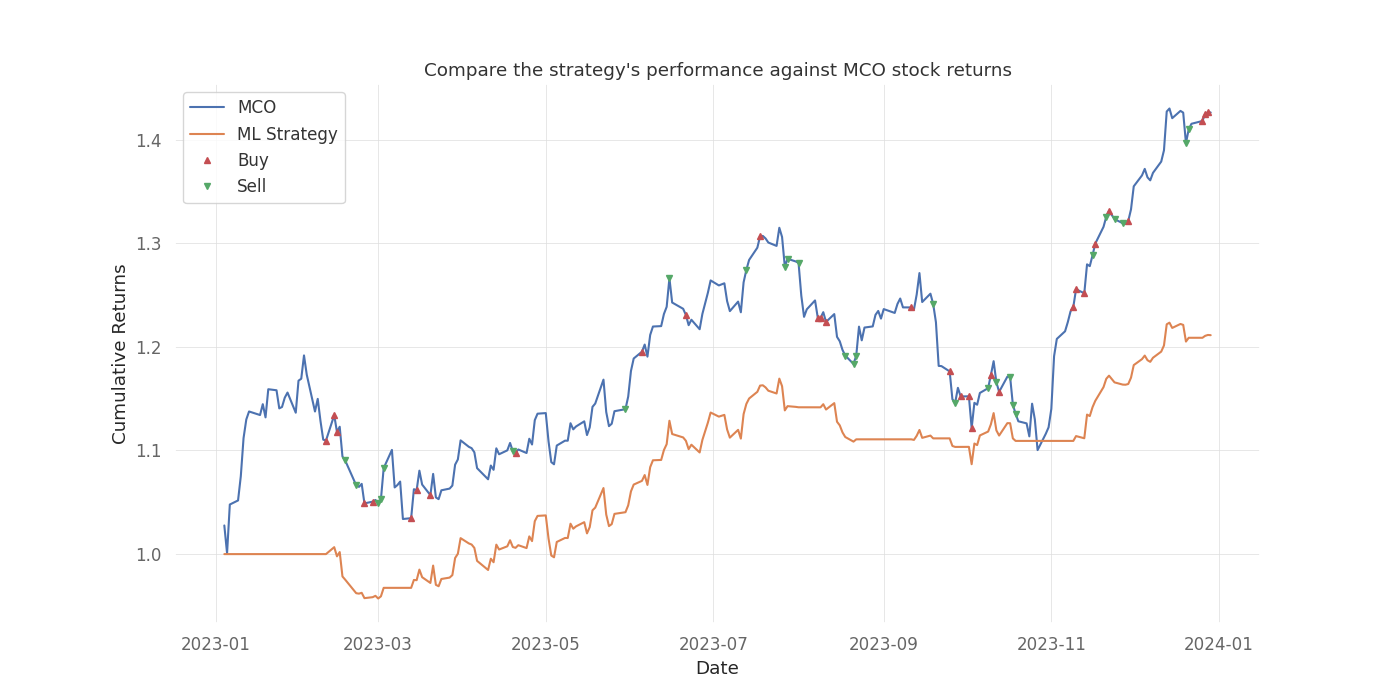 Compare the strategy's performance against MCO stock returns
MCO
ML Strategy
Buy
Sell
Cumulative Returns
1.4
1.3
1.2
1.1
1.0
2023-01 2023-03 2023-05 2023-07 2023-09 2023-11 2024-01
Date